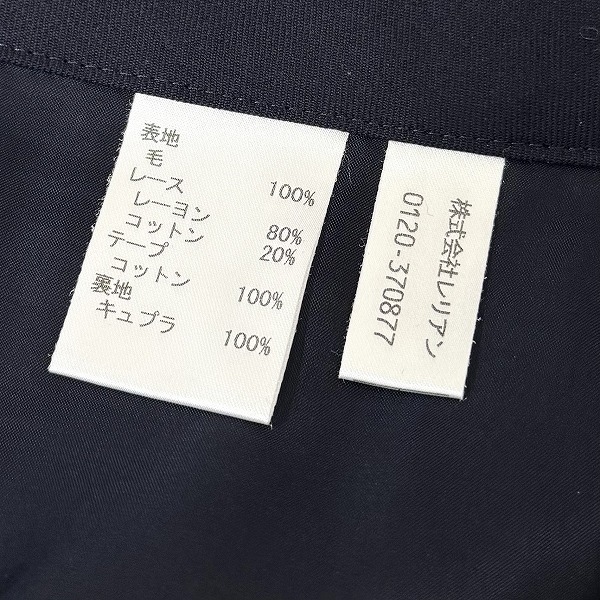 表地
毛 100%
レース
レーヨン 80%
コットン 20%
テープ
コットン 100%
裏地
キュプラ 100%
株式会社レリアン
0120-370877